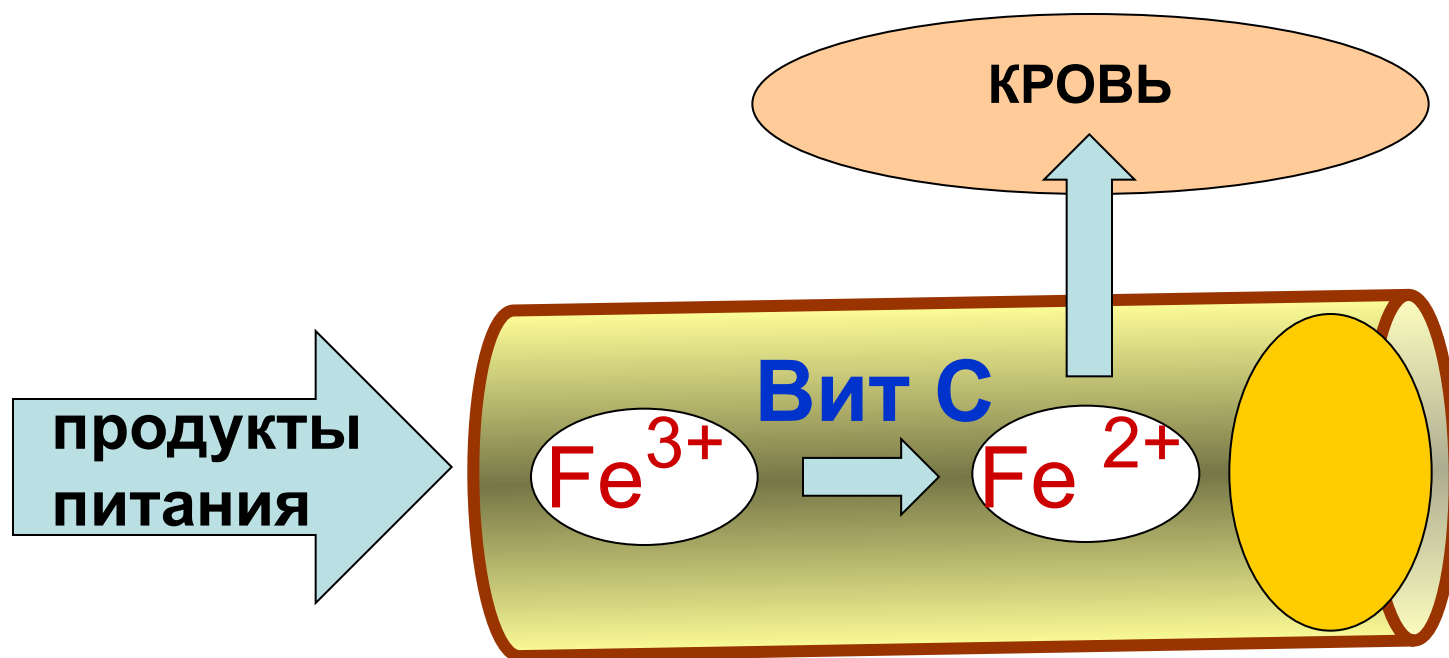 КРОВЬ
Вит С
продукты
питания
Fe3+
Fe 2+